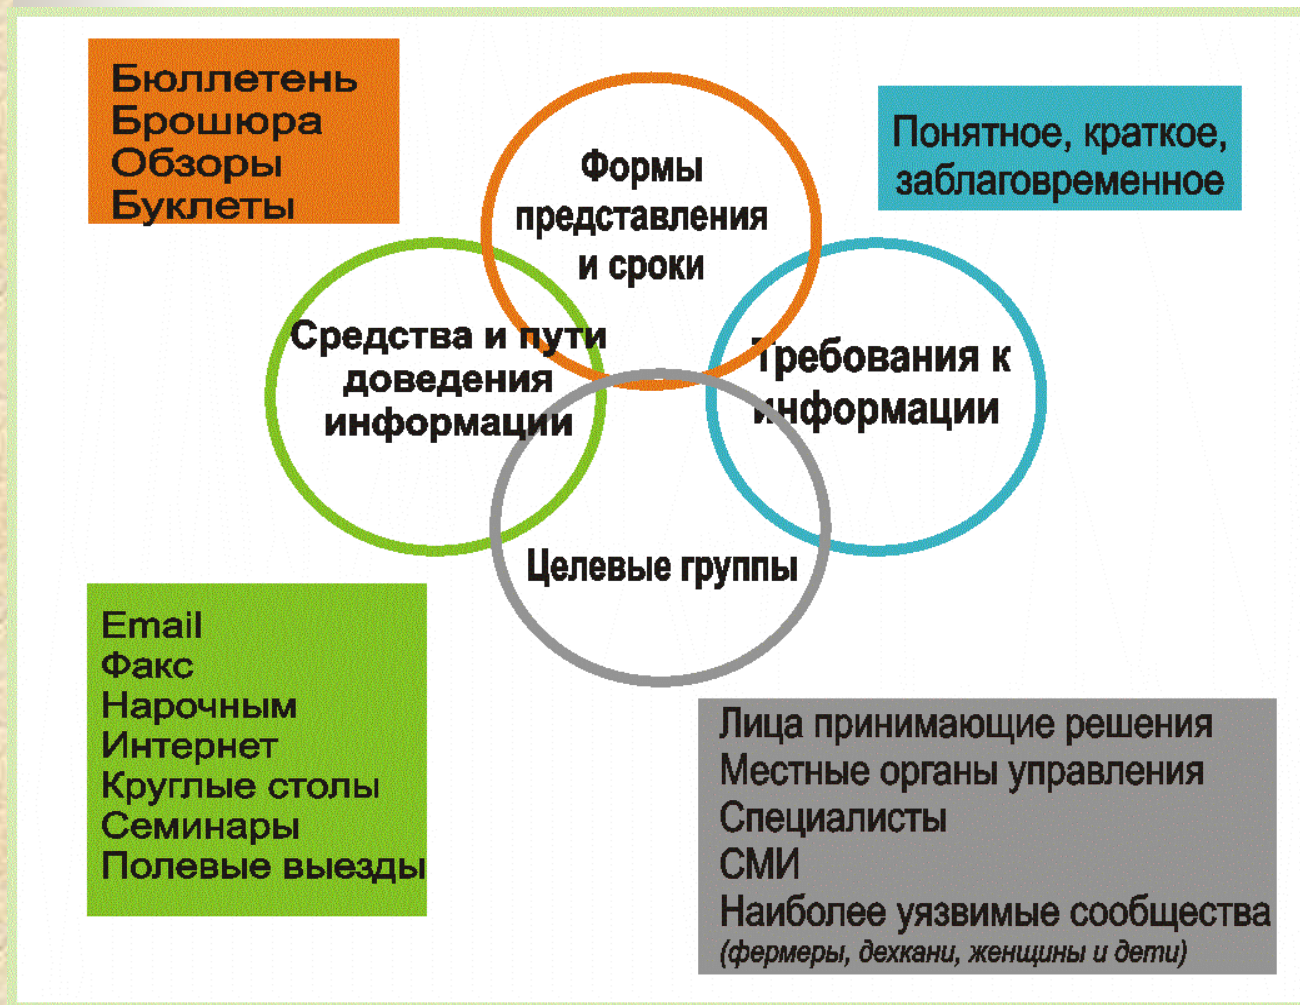 Бюллетень
Брошюра
Обзоры
Буклеты
Понятное, краткое,
заблаговременное
Формы
представления
и сроки
Средства и пути
доведения
информации
Требования к
информации
Целевые группы
Email
Факс
Нарочным
Интернет
Круглые столы
Семинары
Полевые выезды
Лица принимающие решения
Местные органы управления
Специалисты
СМИ
Наиболее уязвимые сообщества
(фермеры, дехкани, женщины и дети)